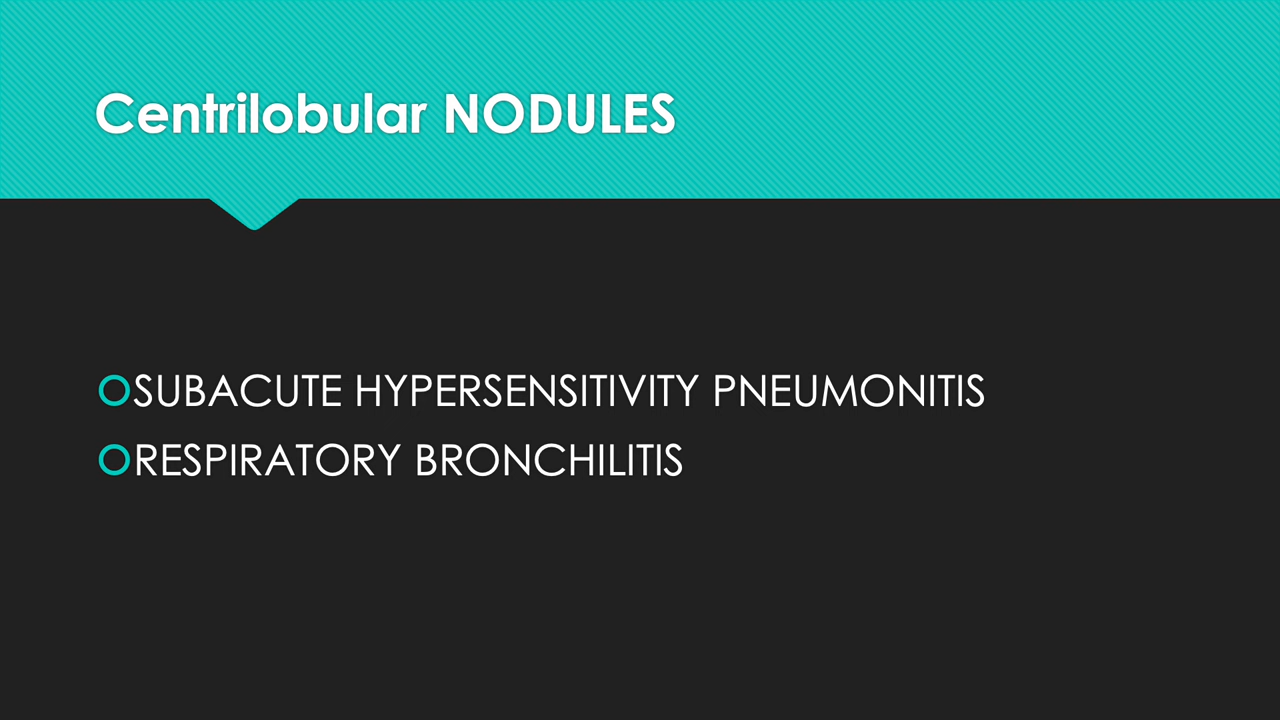 Centrilobular NODULES
SUBACUTE HYPERSENSITIVITY PNEUMONITIS
RESPIRATORY BRONCHILITIS